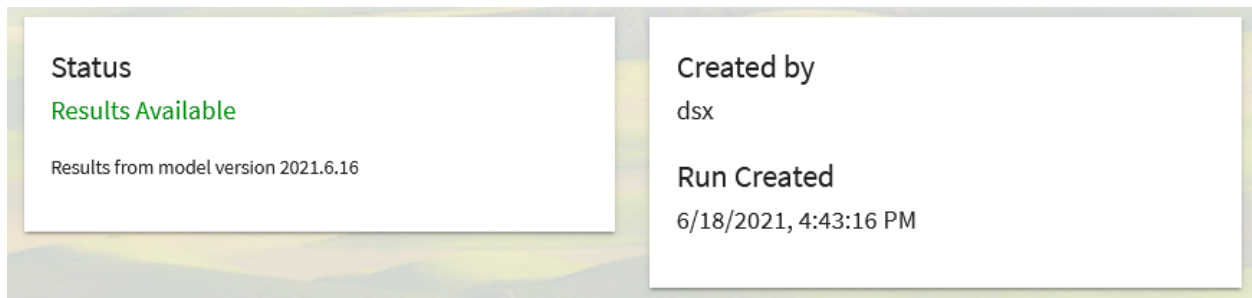 Status
Results Available
Results from model version 2021.6.16
Created by
dsx
Run Created
6/18/2021, 4:43:16 PM